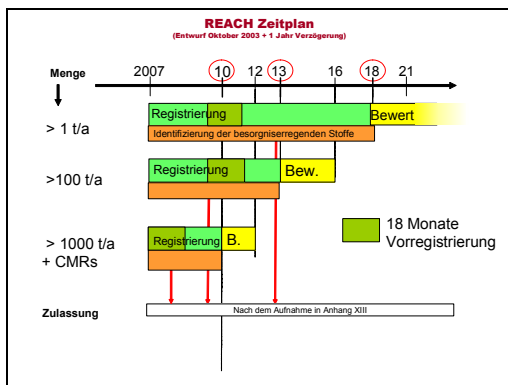 REACH Zeitplan
(Entwurf Oktober 2003 + 1 Jahr Verzögerung)
Menge 2007 10 12 13 16 18 21
> 1 t/a
Registrierung Bewert
Identifizierung der besorgniserregenden Stoffe
>100 t/a
Registrierung Bew.
> 1000 t/a
+ CMRs
Registrierung B.
18 Monate
Vorregistrierung
Zulassung
Nach dem Aufnahme in Anhang XIII